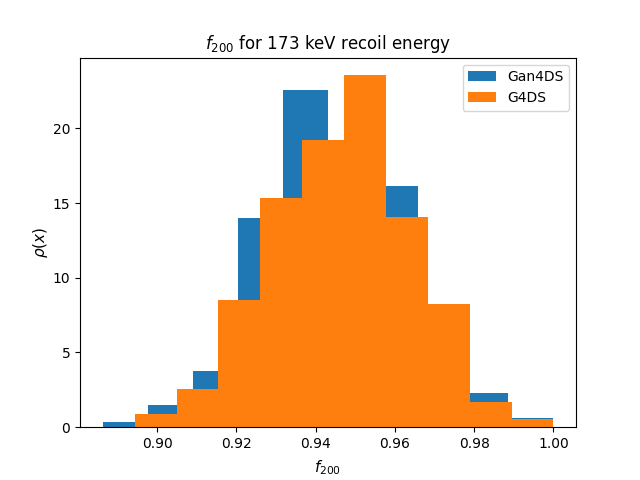 f₂₀₀ for 173 keV recoil energy
Gan4DS
G4DS
ρ(x)
20
15
10
5
0
0.90 0.92 0.94 0.96 0.98 1.00
f₂₀₀